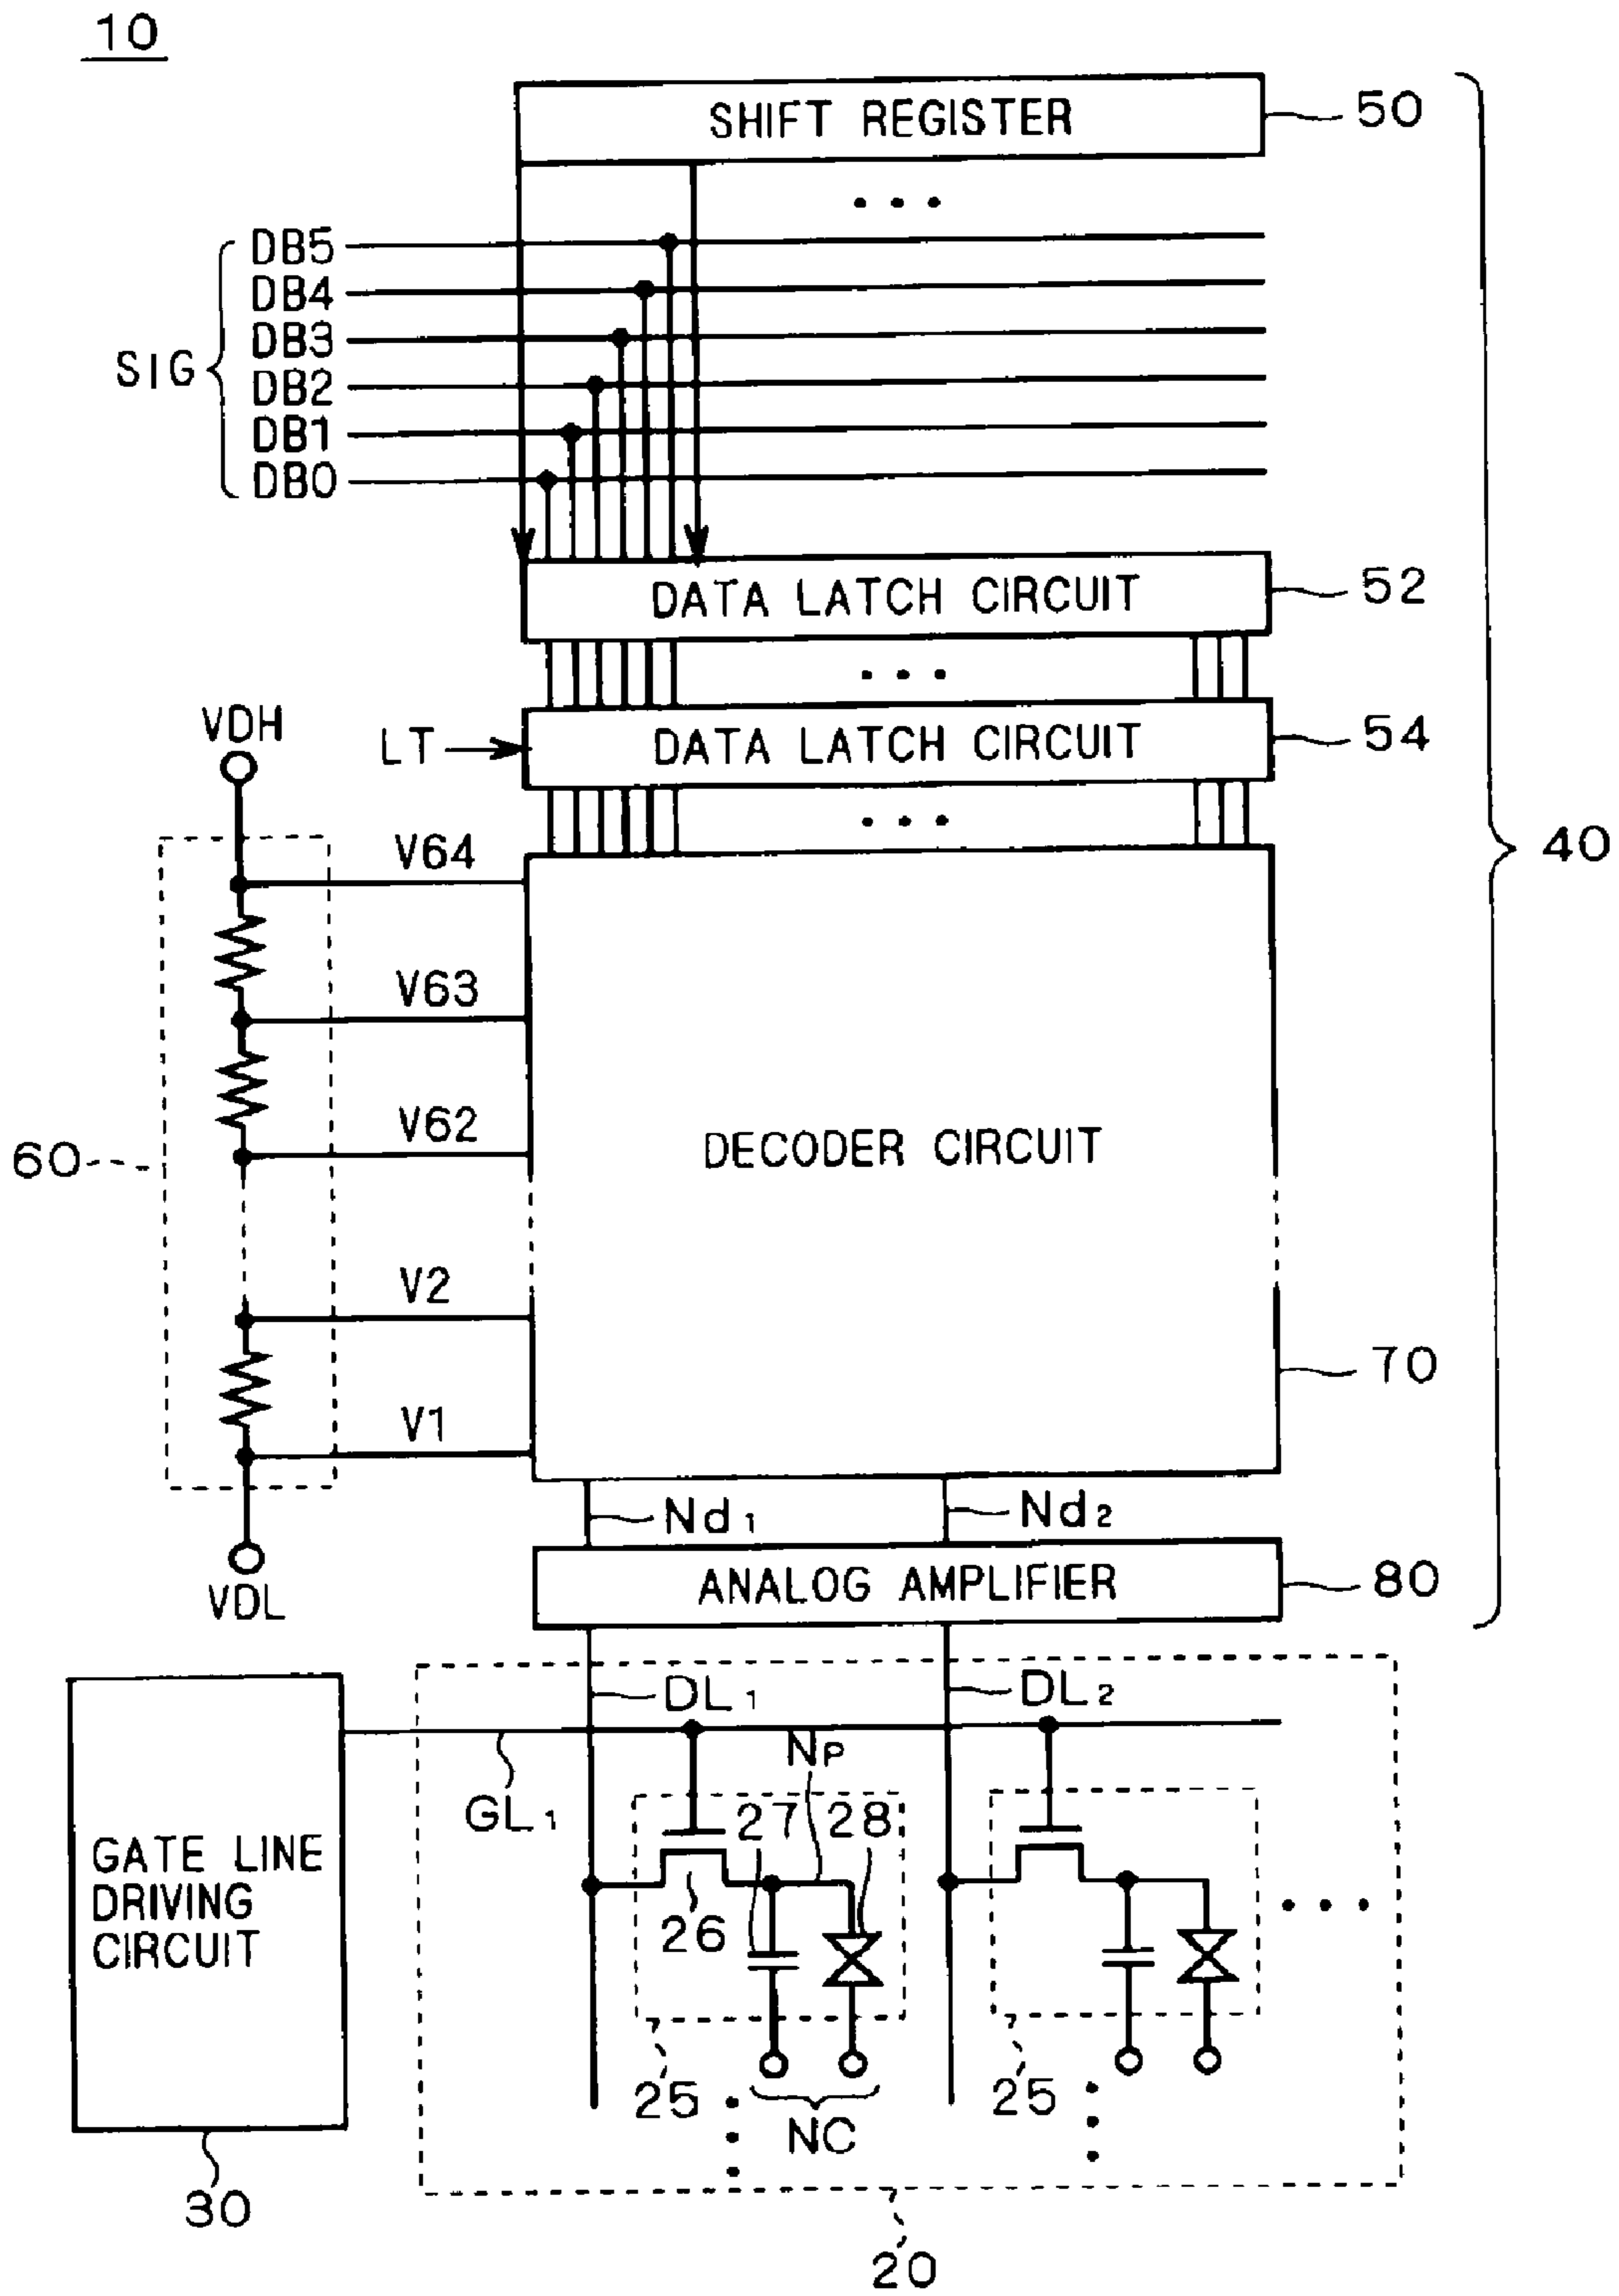 10
SHIFT REGISTER
50
DB5
DB4
DB3
SIG
DB2
DB1
DB0
DATA LATCH CIRCUIT
52
VDH
LT
DATA LATCH CIRCUIT
54
40
V64
V63
V62
60
DECODER CIRCUIT
V2
70
V1
Nd1
Nd2
ANALOG AMPLIFIER
80
VDL
DL1
DL2
NP
GL1
27
28
GATE LINE
DRIVING
CIRCUIT
26
25
25
NC
30
20